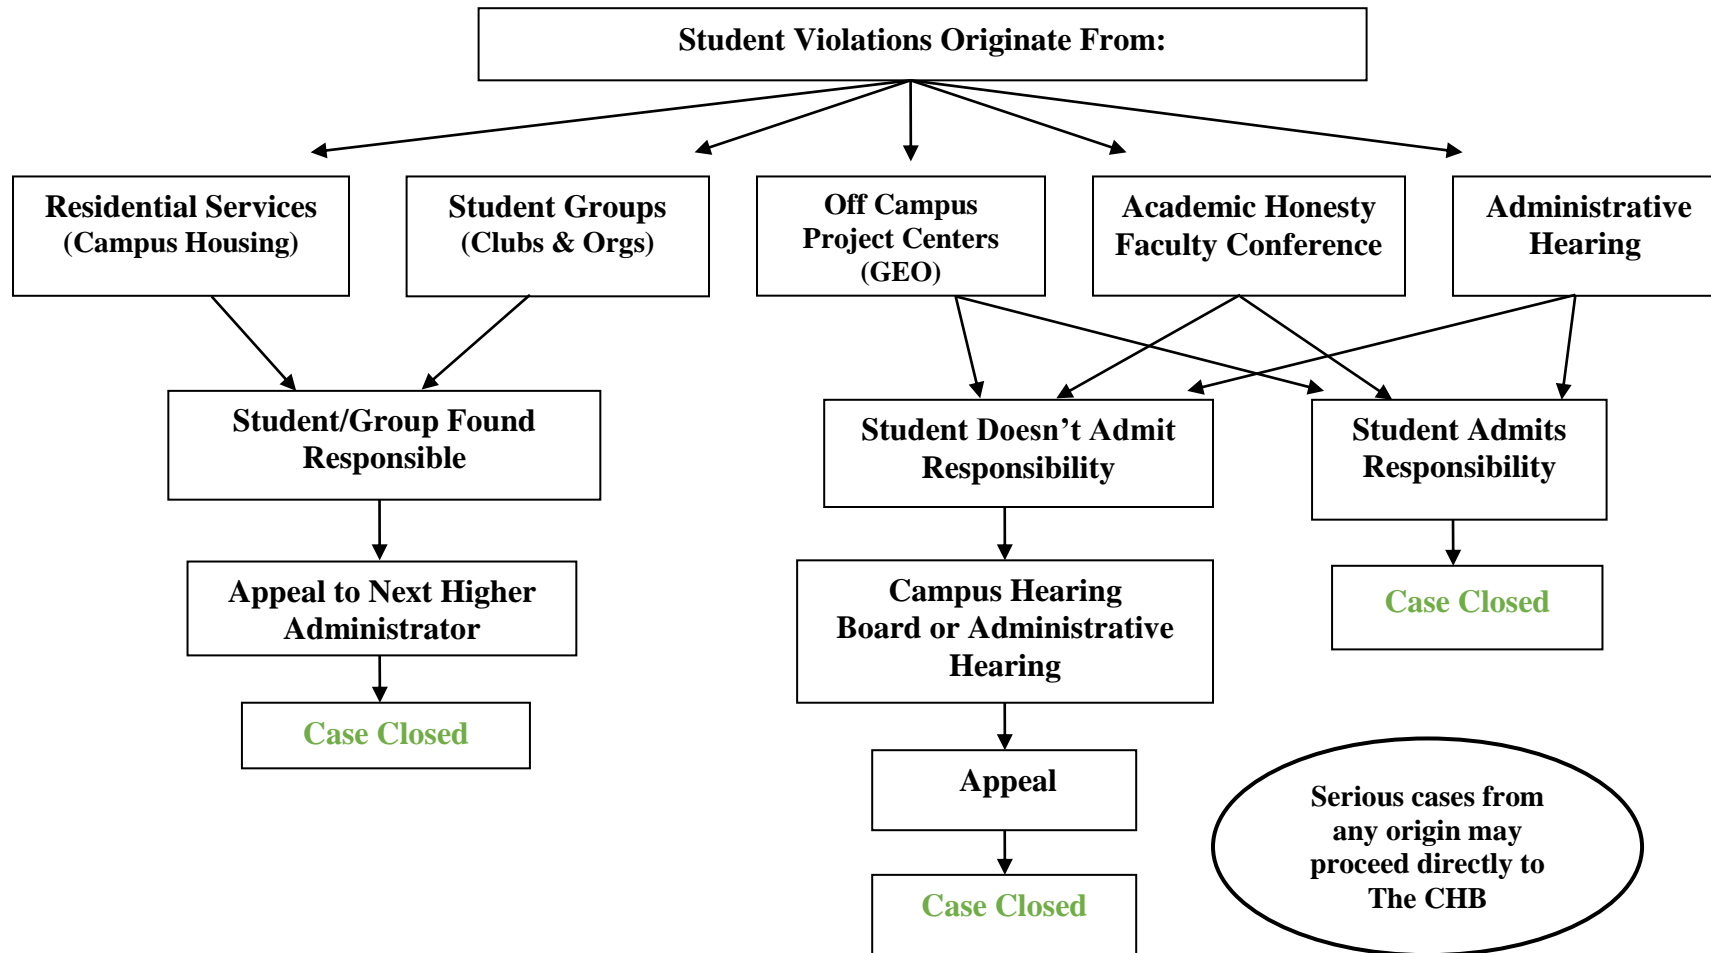 Student Violations Originate From:
Residential Services
(Campus Housing)
Student Groups
(Clubs & Orgs)
Off Campus
Project Centers
(GEO)
Academic Honesty
Faculty Conference
Administrative
Hearing
Student/Group Found
Responsible
Student Doesn’t Admit
Responsibility
Student Admits
Responsibility
Appeal to Next Higher
Administrator
Campus Hearing
Board or Administrative
Hearing
Case Closed
Case Closed
Appeal
Serious cases from
any origin may
proceed directly to
The CHB
Case Closed